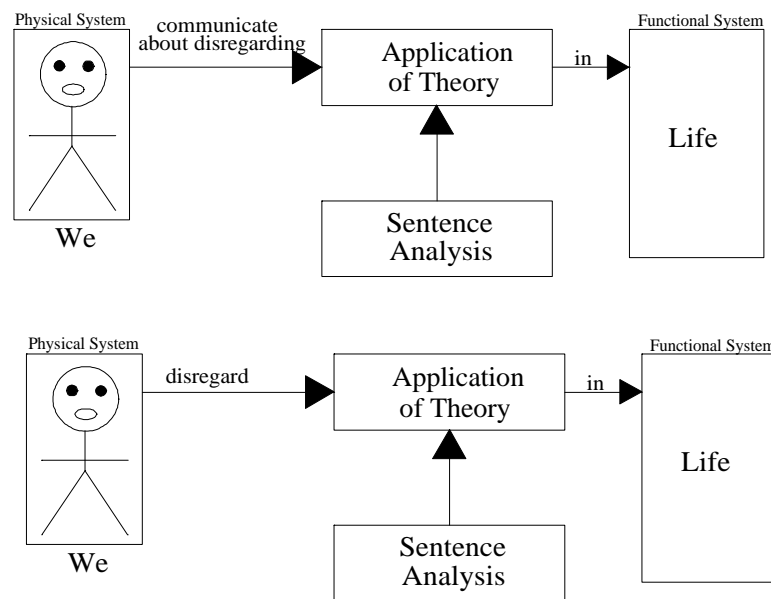 Physical System
communicate
about disregarding
Functional System
Application
of Theory
in
Life
We
Sentence
Analysis
Physical System
disregard
Functional System
Application
of Theory
in
Life
We
Sentence
Analysis